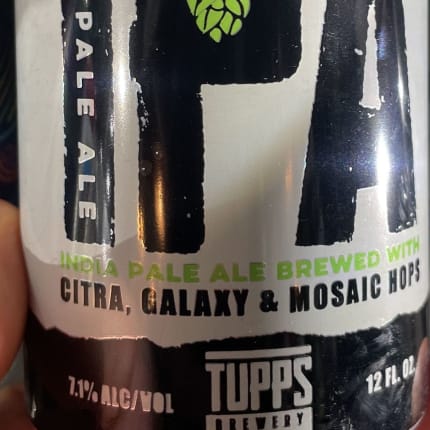 PALE ALE
IPA
INDIA PALE ALE BREWED WITH
CITRA, GALAXY & MOSAIC HOPS
7.1% ALC/VOL
TUPPS
BREWERY
12 FL. OZ.